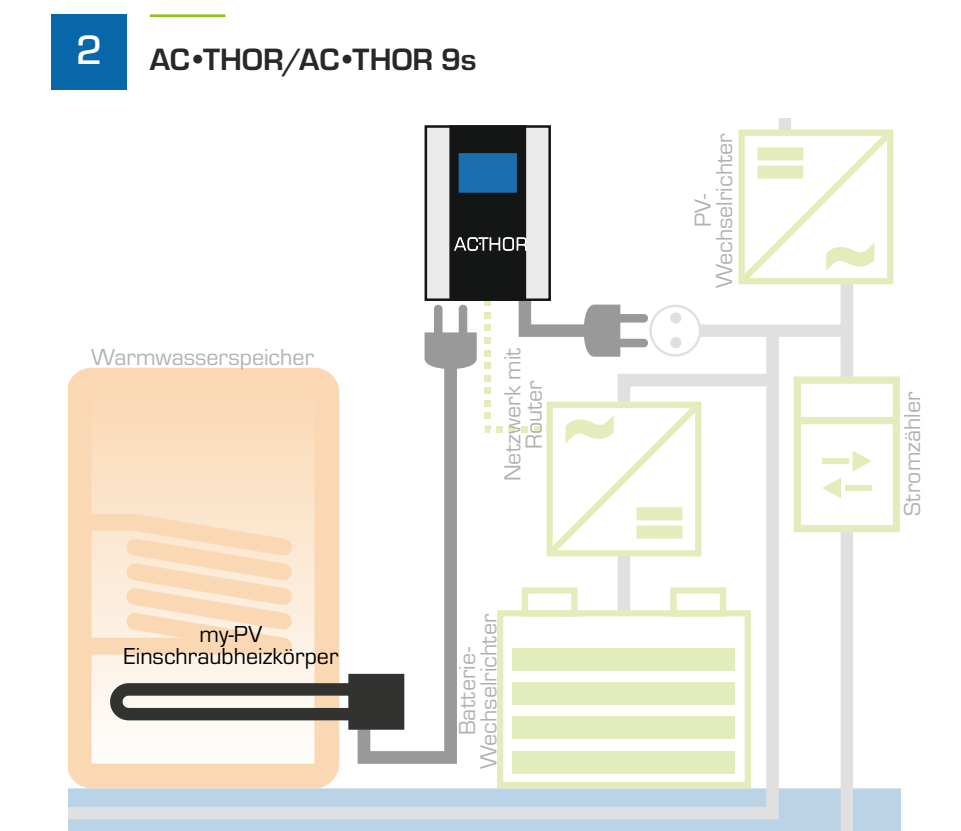 2
AC•THOR/AC•THOR 9s
ACTHOR
PV-
Wechselrichter
Warmwasserspeicher
Netzwerk mit
Router
Stromzähler
my-PV
Einschraubheizkörper
Batterie-
Wechselrichter